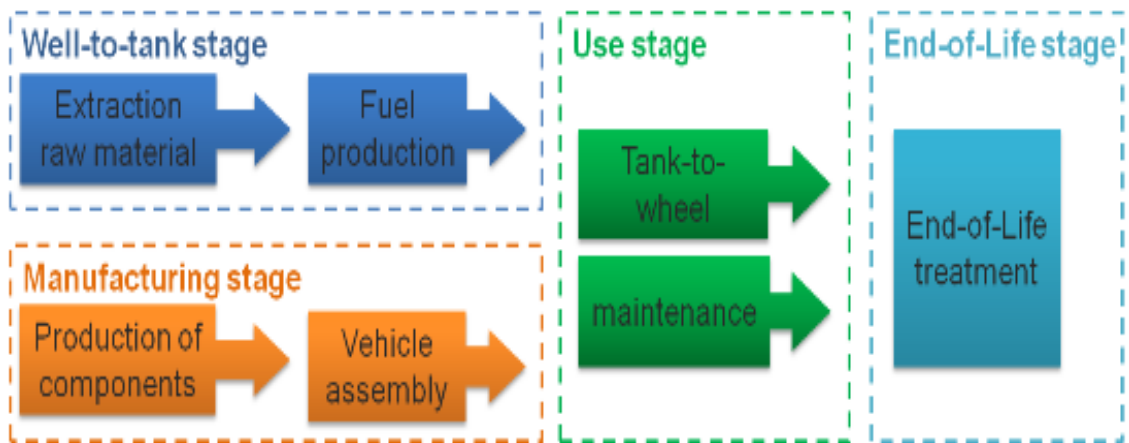 Well-to-tank stage
Extraction
raw material
Fuel
production
Manufacturing stage
Production of
components
Vehicle
assembly
Use stage
Tank-to-
wheel
maintenance
End-of-Life stage
End-of-Life
treatment